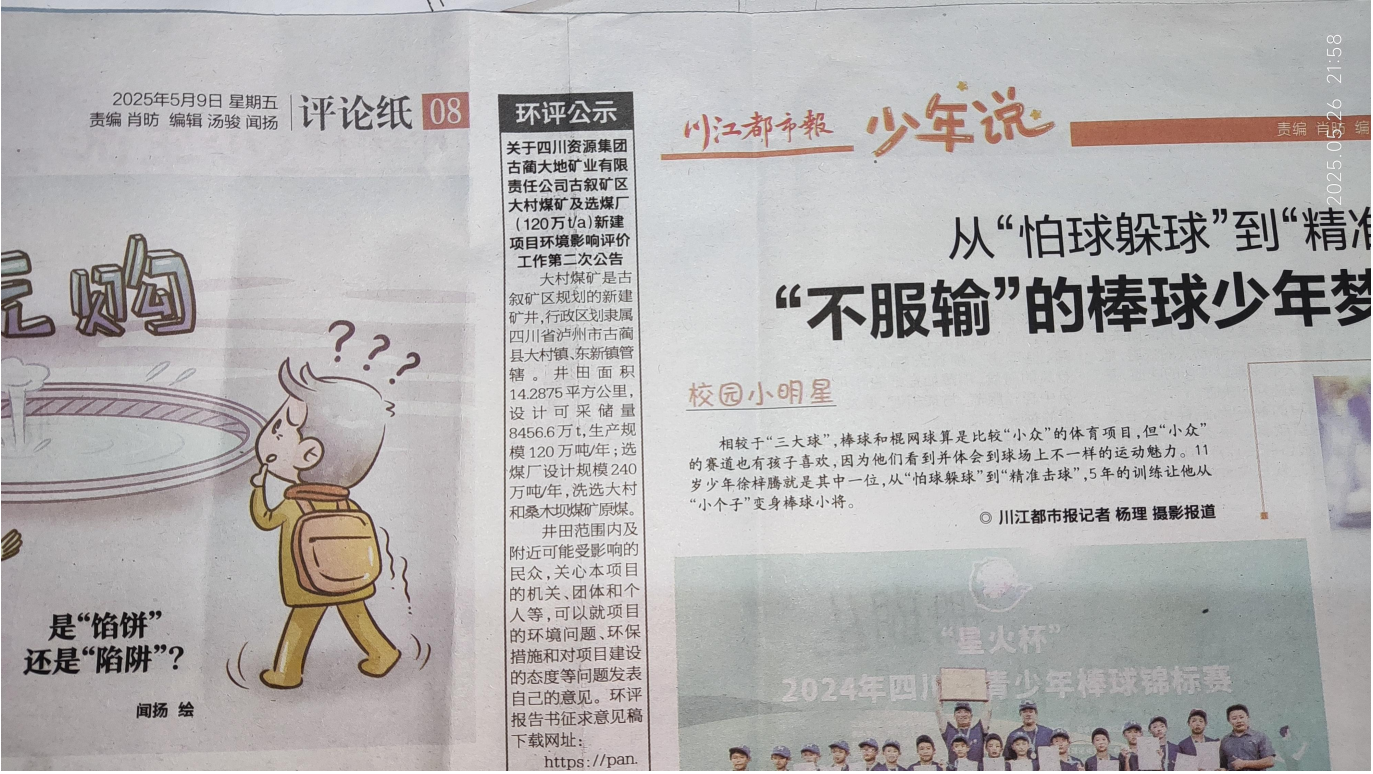 2025年5月9日 星期五
责编 肖昉 编辑 汤骏 闻扬
评论纸
08
购
???
是“馅饼”
还是“陷阱”?
闻扬 绘
环评公示
关于四川资源集团
古蔺大地矿业有限
责任公司古叙矿区
大村煤矿及选煤厂
(120万t/a)新建
项目环境影响评价
工作第二次公告
大村煤矿是古
叙矿区规划的新建
矿井,行政区划隶属
四川省泸州市古蔺
县大村镇、东新镇管
辖。井田面积
14.2875平方公里,
设计可采储量
8456.6万t,生产规
模120万吨/年;选
煤厂设计规模240
万吨/年,洗选大村
和桑木坝煤矿原煤。
井田范围内及
附近可能受影响的
民众,关心本项目
的机关、团体和个
人等,可以就项目
的环境问题、环保
措施和对项目建设
的态度等问题发表
自己的意见。环评
报告书征求意见稿
下载网址:
https://pan.
川江都市报
少年说
责编 肖昉 编
从“怕球躲球”到“精准
“不服输”的棒球少年梦
校园小明星
相较于“三大球”,棒球和棍网球算是比较“小众”的体育项目,但“小众”
的赛道也有孩子喜欢,因为他们看到并体会到球场上不一样的运动魅力。11
岁少年徐梓腾就是其中一位,从“怕球躲球”到“精准击球”,5年的训练让他从
“小个子”变身棒球小将。
◎ 川江都市报记者 杨理 摄影报道
“星火杯”
2024年四川 青少年棒球锦标赛
2025.05.26 21:58